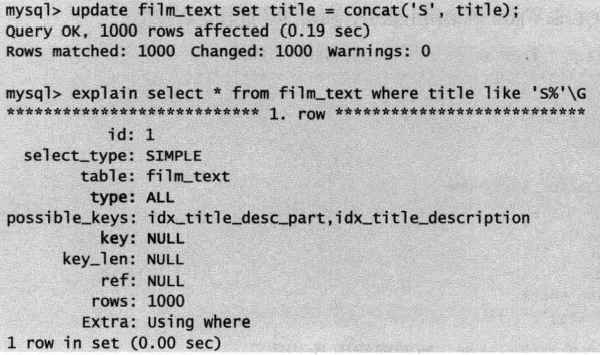 mysql> update film_text set title = concat('S', title);
Query OK, 1000 rows affected (0.19 sec)
Rows matched: 1000 Changed: 1000 Warnings: 0
mysql> explain select * from film_text where title like 'S%'\G
*************************** 1. row ***************************
id: 1
select_type: SIMPLE
table: film_text
type: ALL
possible_keys: idx_title_desc_part,idx_title_description
key: NULL
key_len: NULL
ref: NULL
rows: 1000
Extra: Using where
1 row in set (0.00 sec)